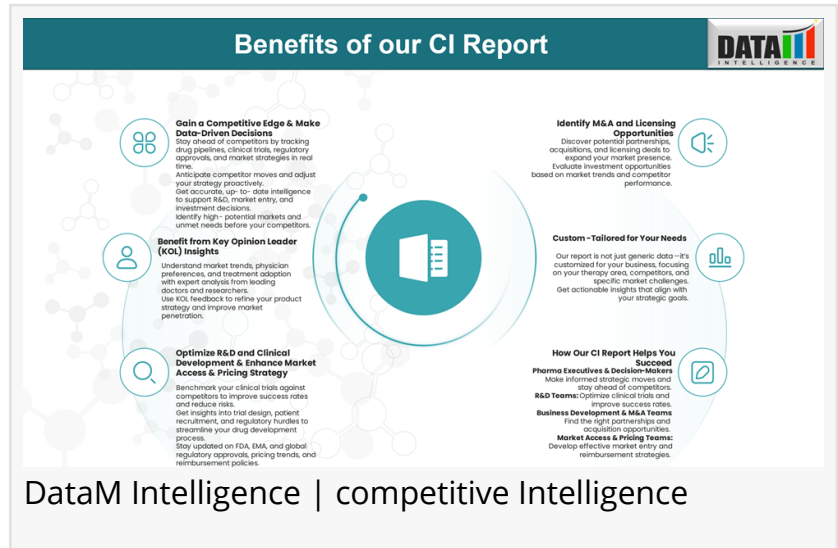 Benefits of our CI Report
DATA
INTELLIGENCE
Gain a Competitive Edge & Make
Data-Driven Decisions
Stay ahead of competitors by tracking
drug pipelines, clinical trials, regulatory
approvals, and market strategies in real
time.
Anticipate competitor moves and adjust
your strategy proactively.
Get accurate, up- to- date intelligence
to support R&D, market entry, and
investment decisions.
Identify high- potential markets and
unmet needs before your competitors.
Benefit from Key Opinion Leader
(KOL) Insights
Understand market trends, physician
preferences, and treatment adoption
with expert analysis from leading
doctors and researchers.
Use KOL feedback to refine your product
strategy and improve market
penetration.
Optimize R&D and Clinical
Development & Enhance Market
Access & Pricing Strategy
Benchmark your clinical trials against
competitors to improve success rates
and reduce risks.
Get insights into trial design, patient
recruitment, and regulatory hurdles to
streamline your drug development
process.
Stay updated on FDA, EMA, and global
regulatory approvals, pricing trends, and
reimbursement policies.
Identify M&A and Licensing
Opportunities
Discover potential partnerships,
acquisitions, and licensing deals to
expand your market presence.
Evaluate investment opportunities
based on market trends and competitor
performance.
Custom-Tailored for Your Needs
Our report is not just generic data—it's
customized for your business, focusing
on your therapy area, competitors, and
specific market challenges.
Get actionable insights that align with
your strategic goals.
How Our CI Report Helps You
Succeed
Pharma Executives & Decision-Makers
Make informed strategic moves and
stay ahead of competitors.
R&D Teams: Optimize clinical trials and
improve success rates.
Business Development & M&A Teams
Find the right partnerships and
acquisition opportunities.
Market Access & Pricing Teams:
Develop effective market entry and
reimbursement strategies.
DataM Intelligence | competitive Intelligence